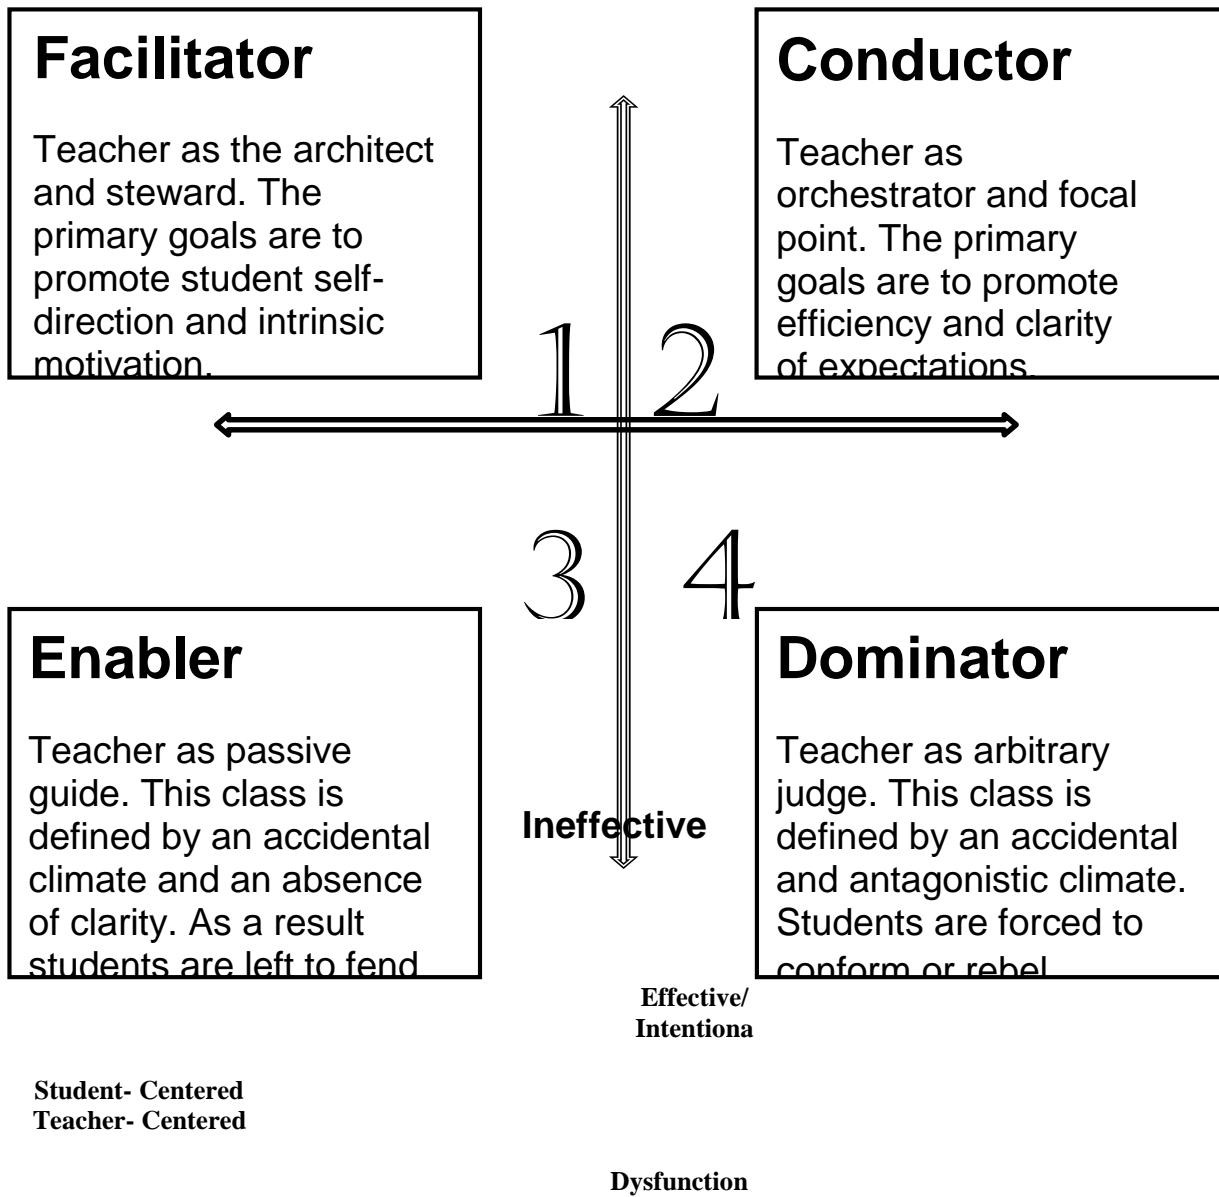 Facilitator
Teacher as the architect
and steward. The
primary goals are to
promote student self-
direction and intrinsic
motivation.
Conductor
Teacher as
orchestrator and focal
point. The primary
goals are to promote
efficiency and clarity
of expectations.
1 2
3 4
Enabler
Teacher as passive
guide. This class is
defined by an accidental
climate and an absence
of clarity. As a result
students are left to fend
Ineffective
Dominator
Teacher as arbitrary
judge. This class is
defined by an accidental
and antagonistic climate.
Students are forced to
conform or rebel
Effective/
Intentiona
Student- Centered
Teacher- Centered
Dysfunction